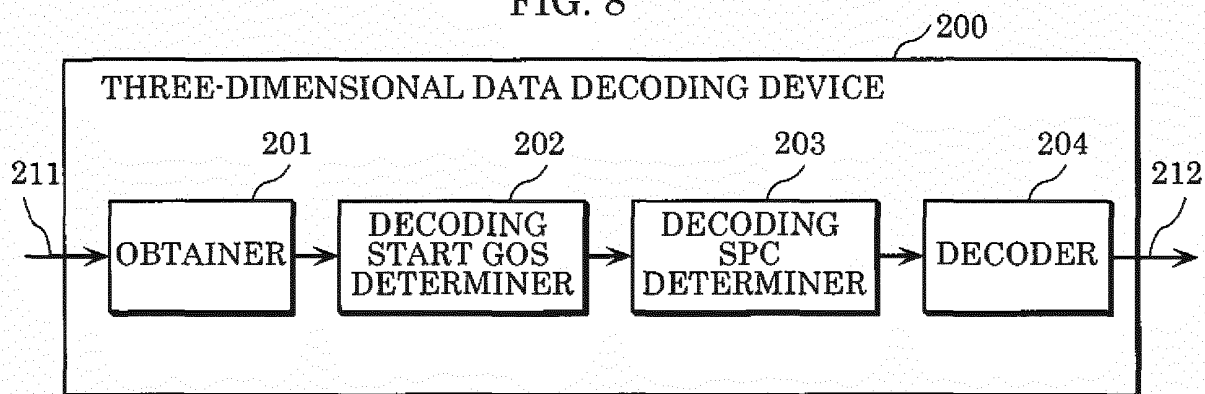 FIG. 8
200
THREE-DIMENSIONAL DATA DECODING DEVICE
201
202
203
204
211
212
OBTAINER
DECODING
START GOS
DETERMINER
DECODING
SPC
DETERMINER
DECODER